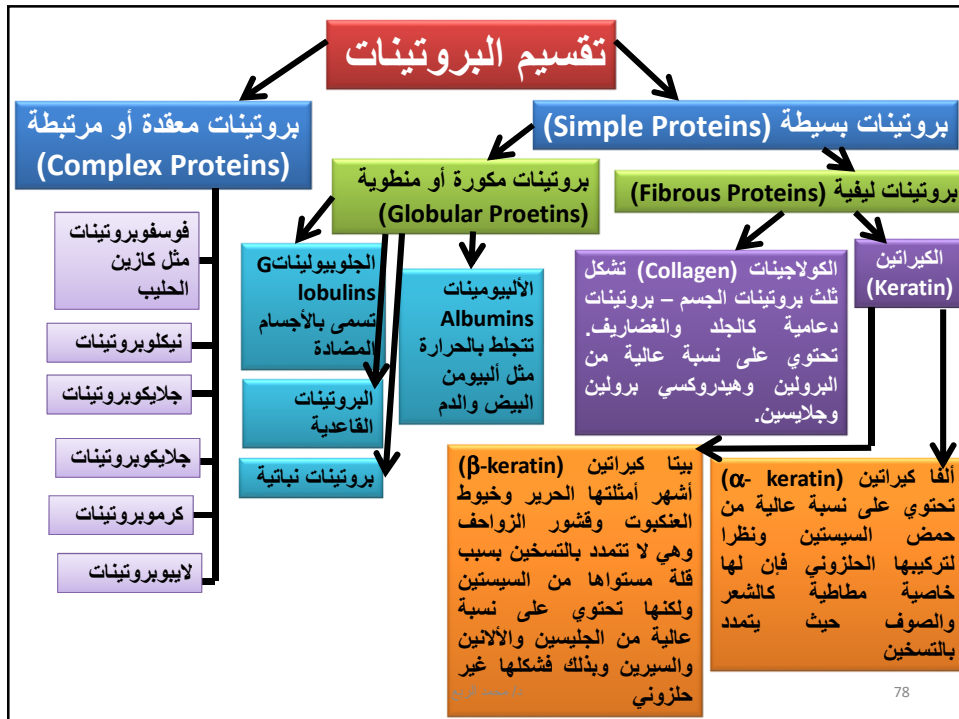 تقسيم البروتينات
بروتينات بسيطة (Simple Proteins)
بروتينات معقدة أو مرتبطة
(Complex Proteins)
بروتينات ليفية (Fibrous Proteins)
بروتينات مكورة أو منطوية
(Globular Proetins)
الكيراتين
(Keratin)
الكولاجينات (Collagen) تشكل
ثلث بروتينات الجسم – بروتينات
دعامية كالجلد والغضاريف.
تحتوي على نسبة عالية من
البرولين وهيدروكسي برولين
وجلايسين.
الألبيومينات
Albumins
تتجلط بالحرارة
مثل ألبيومن
البيض والدم
الجلوبيوليناتG
lobulins
تسمى بالأجسام
المضادة
البروتينات
القاعدية
بروتينات نباتية
فوسفوبروتينات
مثل كازين
الحليب
نيكلوبروتينات
جلايكوبروتينات
جلايكوبروتينات
كرموبروتينات
لايبوبروتينات
ألفا كيراتين (α- keratin)
تحتوي على نسبة عالية من
حمض السيستين ونظرا
لتركيبها الحلزوني فإن لها
خاصية مطاطية كالشعر
والصوف حيث يتمدد
بالتسخين
بيتا كيراتين (β-keratin)
أشهر أمثلتها الحرير وخيوط
العنكبوت وقشور الزواحف
وهي لا تتمدد بالتسخين بسبب
قلة مستواها من السيستين
ولكنها تحتوي على نسبة
عالية من الجليسين والألانين
والسيرين وبذلك فشكلها غير
حلزوني
78